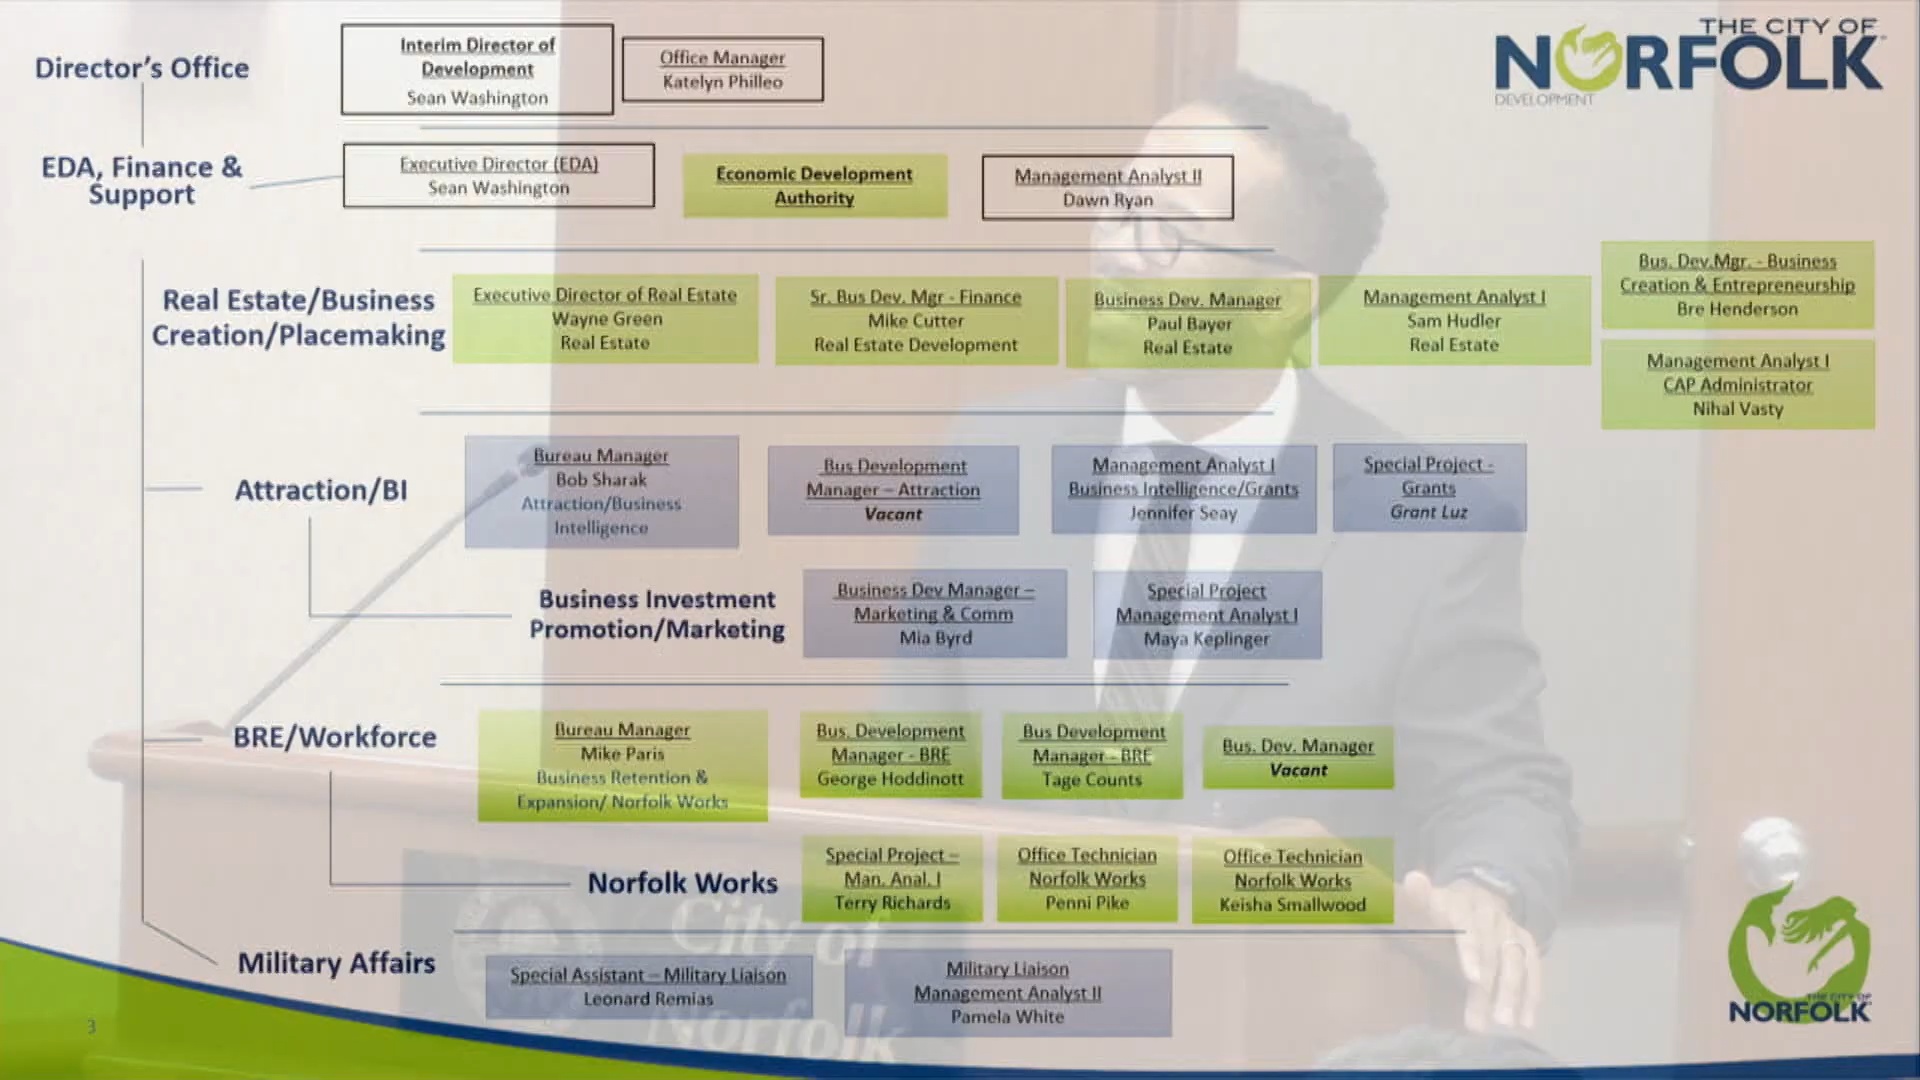 THE CITY OF
NORFOLK
DEVELOPMENT
Director's Office
Interim Director of
Development
Sean Washington
Office Manager
Katelyn Philleo
EDA, Finance &
Support
Executive Director (EDA)
Sean Washington
Economic Development
Authority
Management Analyst II
Dawn Ryan
Real Estate/Business
Creation/Placemaking
Executive Director of Real Estate
Wayne Green
Real Estate
Sr. Bus Dev. Mgr - Finance
Mike Cutter
Real Estate Development
Business Dev. Manager
Paul Bayer
Real Estate
Management Analyst I
Sam Hudler
Real Estate
Bus. Dev.Mgr. - Business
Creation & Entrepreneurship
Bre Henderson
Management Analyst I
CAP Administrator
Nihal Vasty
Attraction/BI
Bureau Manager
Bob Sharak
Attraction/Business
Intelligence
Bus Development
Manager – Attraction
Vacant
Management Analyst I
Business Intelligence/Grants
Jennifer Seay
Special Project -
Grants
Grant Luz
Business Investment
Promotion/Marketing
Business Dev Manager –
Marketing & Comm
Mia Byrd
Special Project
Management Analyst I
Maya Keplinger
BRE/Workforce
Bureau Manager
Mike Paris
Business Retention &
Expansion/ Norfolk Works
Bus. Development
Manager - BRE
George Hoddinott
Bus Development
Manager - BRE
Tage Counts
Bus. Dev. Manager
Vacant
Norfolk Works
Special Project –
Man. Anal. I
Terry Richards
Office Technician
Norfolk Works
Penni Pike
Office Technician
Norfolk Works
Keisha Smallwood
Military Affairs
Special Assistant – Military Liaison
Leonard Remias
Military Liaison
Management Analyst II
Pamela White
City of
Norfolk
3
THE CITY OF
NORFOLK